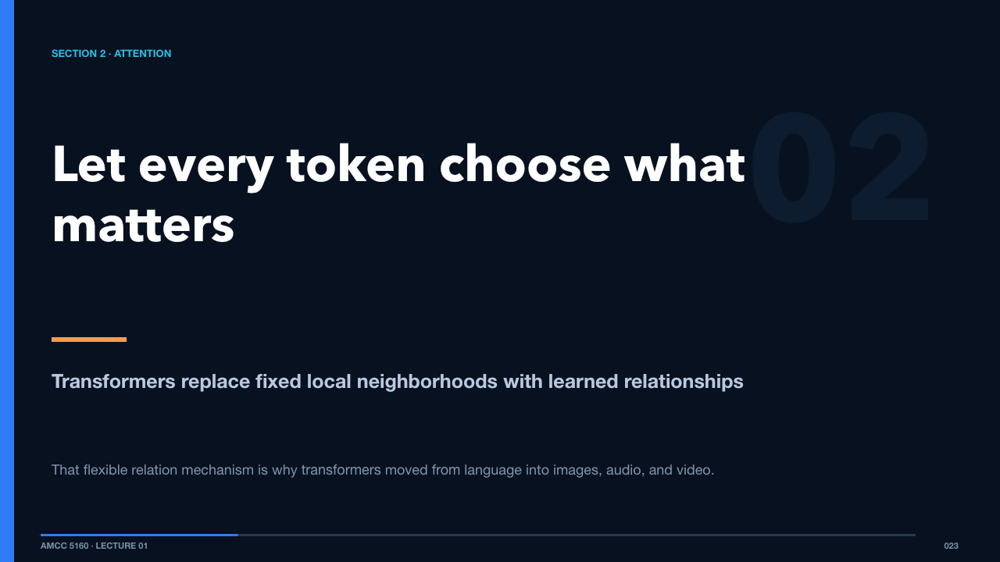 SECTION 2 · ATTENTION
02
Let every token choose what
matters
Transformers replace fixed local neighborhoods with learned relationships
That flexible relation mechanism is why transformers moved from language into images, audio, and video.
AMCC 5160 · LECTURE 01
023